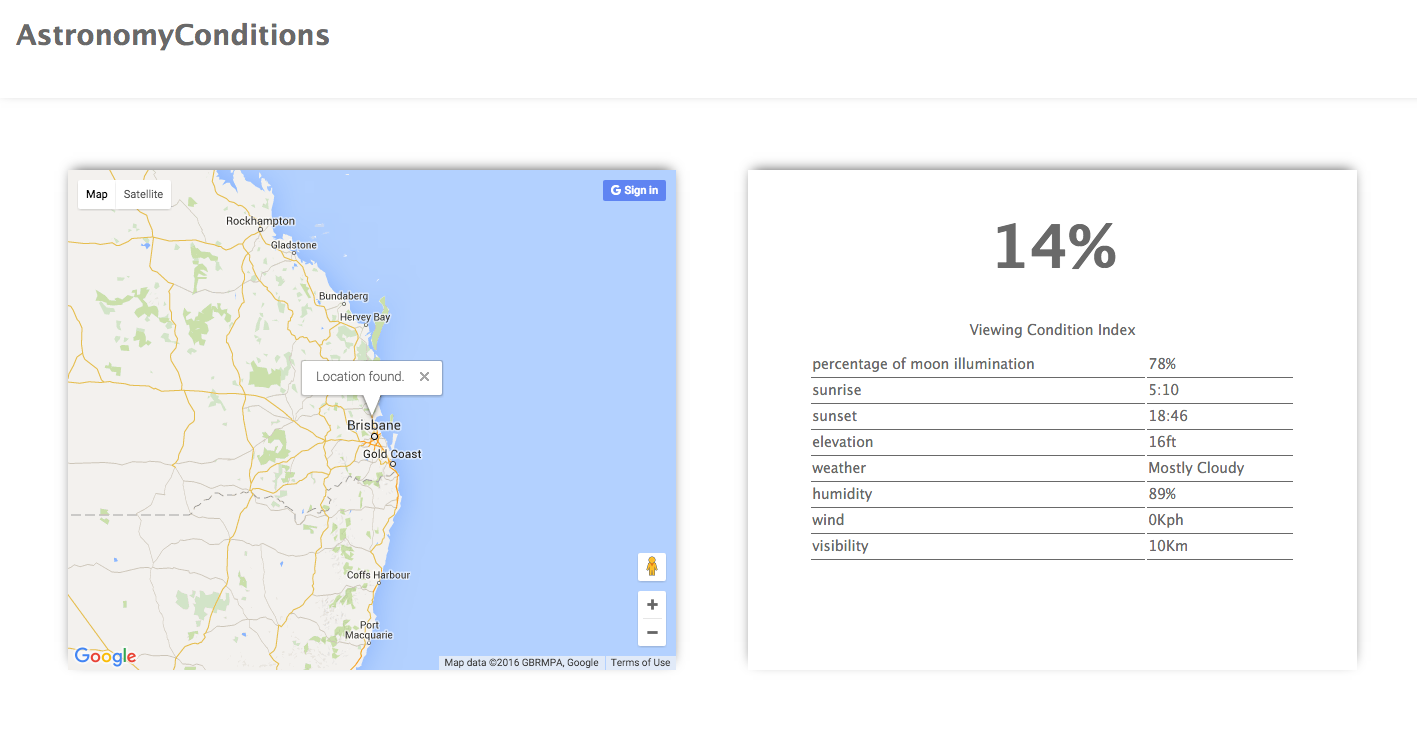 AstronomyConditions
Map Satellite
G Sign in
Rockhampton
Gladstone
Bundaberg
Hervey Bay
Location found. ×
Brisbane
Gold Coast
Coffs Harbour
Port
Macquarie
+
−
Google
Map data ©2016 GBRMPA, Google Terms of Use
14%
Viewing Condition Index
percentage of moon illumination 78%
sunrise 5:10
sunset 18:46
elevation 16ft
weather Mostly Cloudy
humidity 89%
wind 0Kph
visibility 10Km